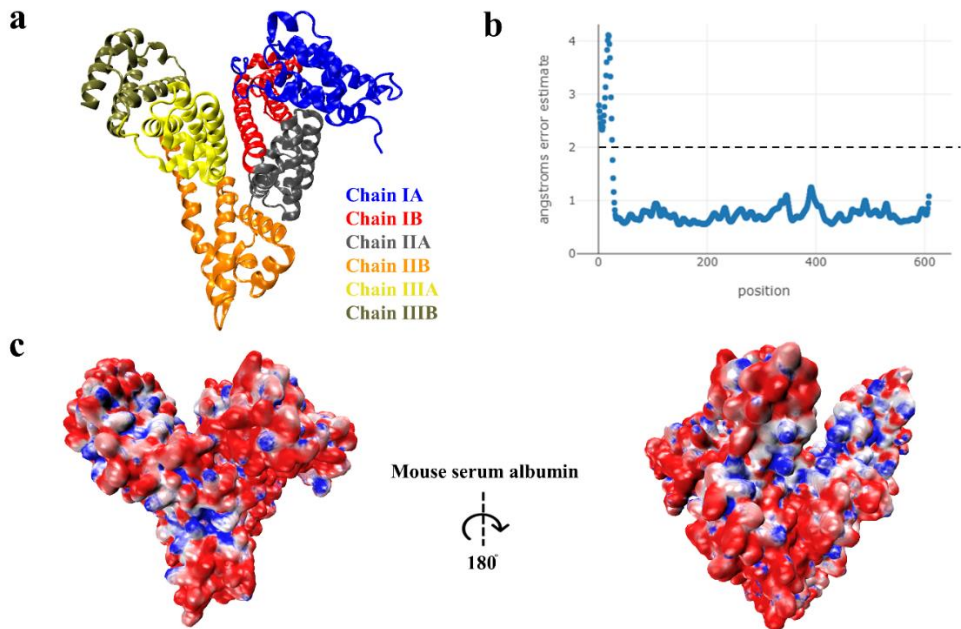 a
Chain IA
Chain IB
Chain IIA
Chain IIB
Chain IIIA
Chain IIIB
b
angstroms error estimate
4
3
2
1
0
0
200
400
600
position
c
Mouse serum albumin
180°